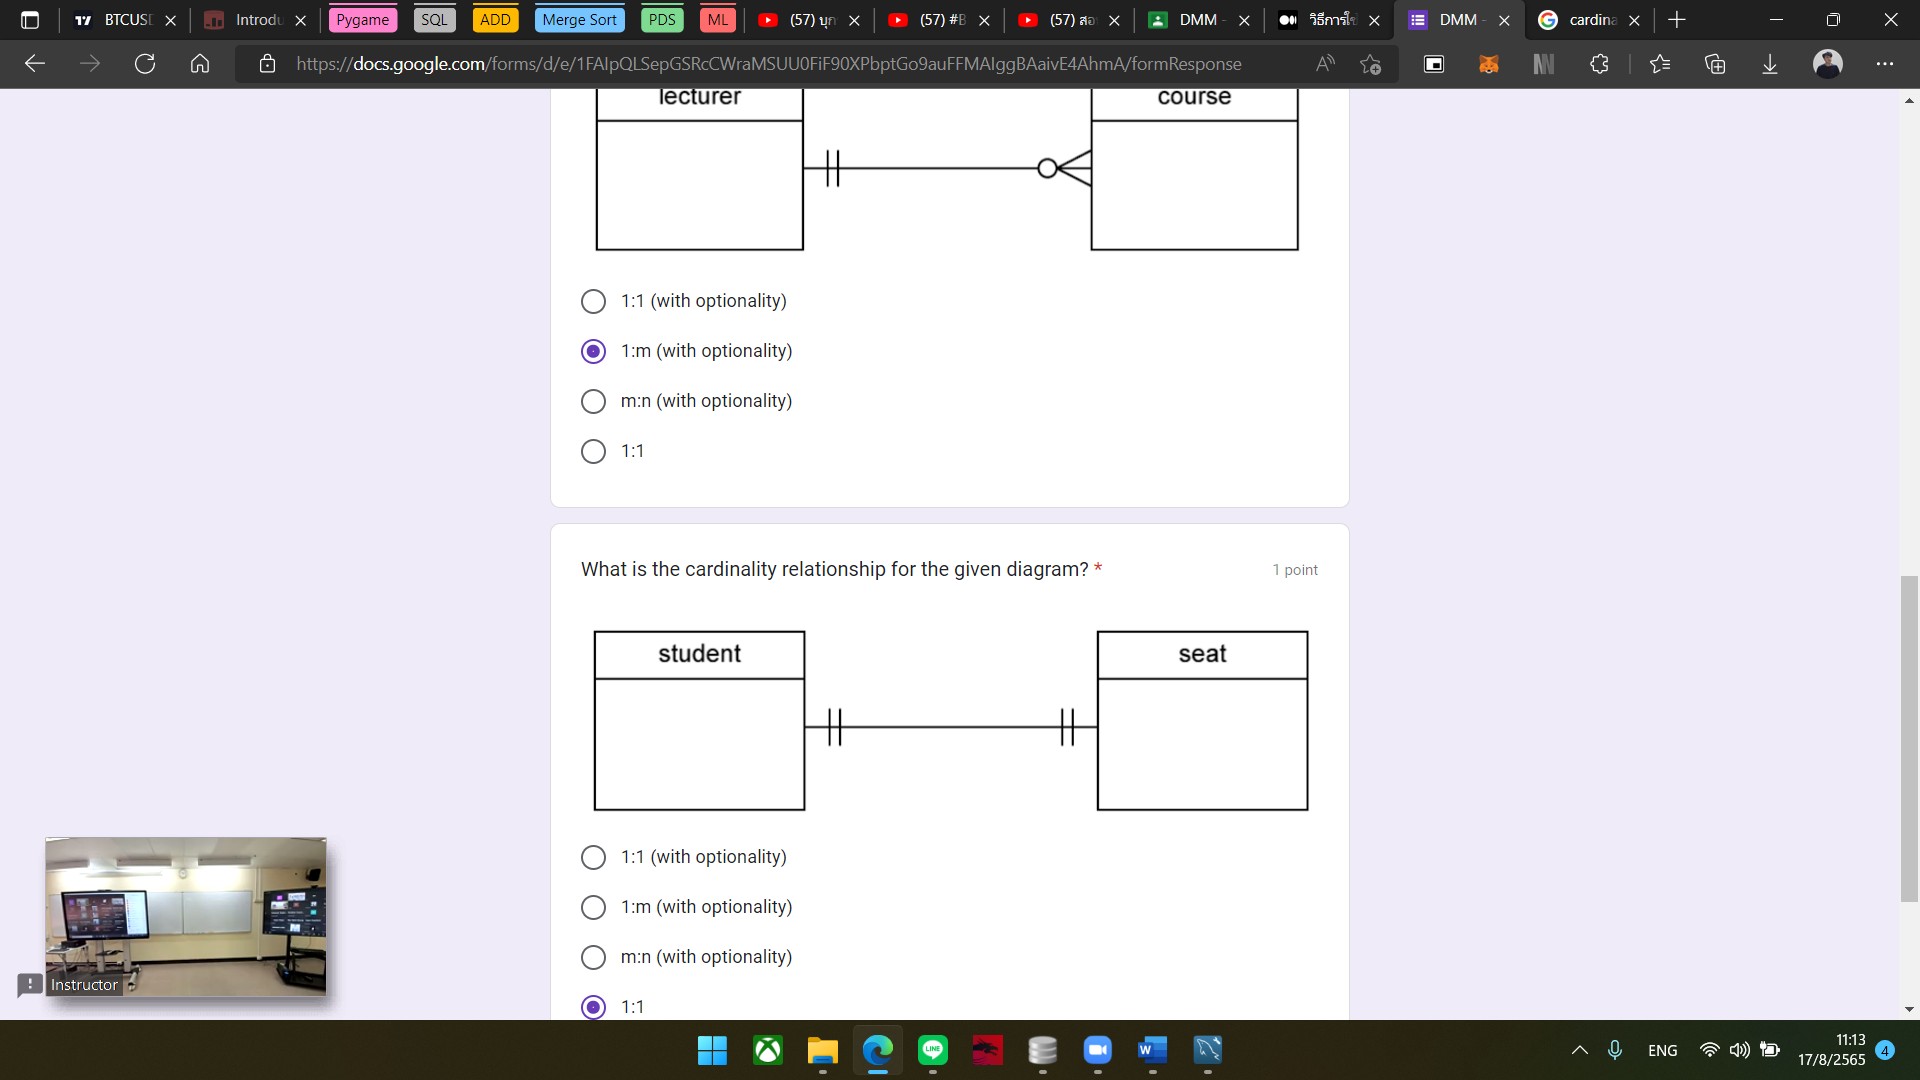 BTCUSD
Introdu
Pygame
SQL
ADD
Merge Sort
PDS
ML
(57) บุก
(57) #B
(57) สอ
DMM -
วิธีการใช
DMM -
cardina
https://docs.google.com/forms/d/e/1FAIpQLSepGSRcCWraMSUU0FiF90XPbptGo9auFFMAIggBAaivE4AhmA/formResponse
lecturer
course
1:1 (with optionality)
1:m (with optionality)
m:n (with optionality)
1:1
What is the cardinality relationship for the given diagram? *
1 point
student
seat
1:1 (with optionality)
1:m (with optionality)
m:n (with optionality)
1:1
Instructor
LINE
W
ENG
11:13
17/8/2565
4